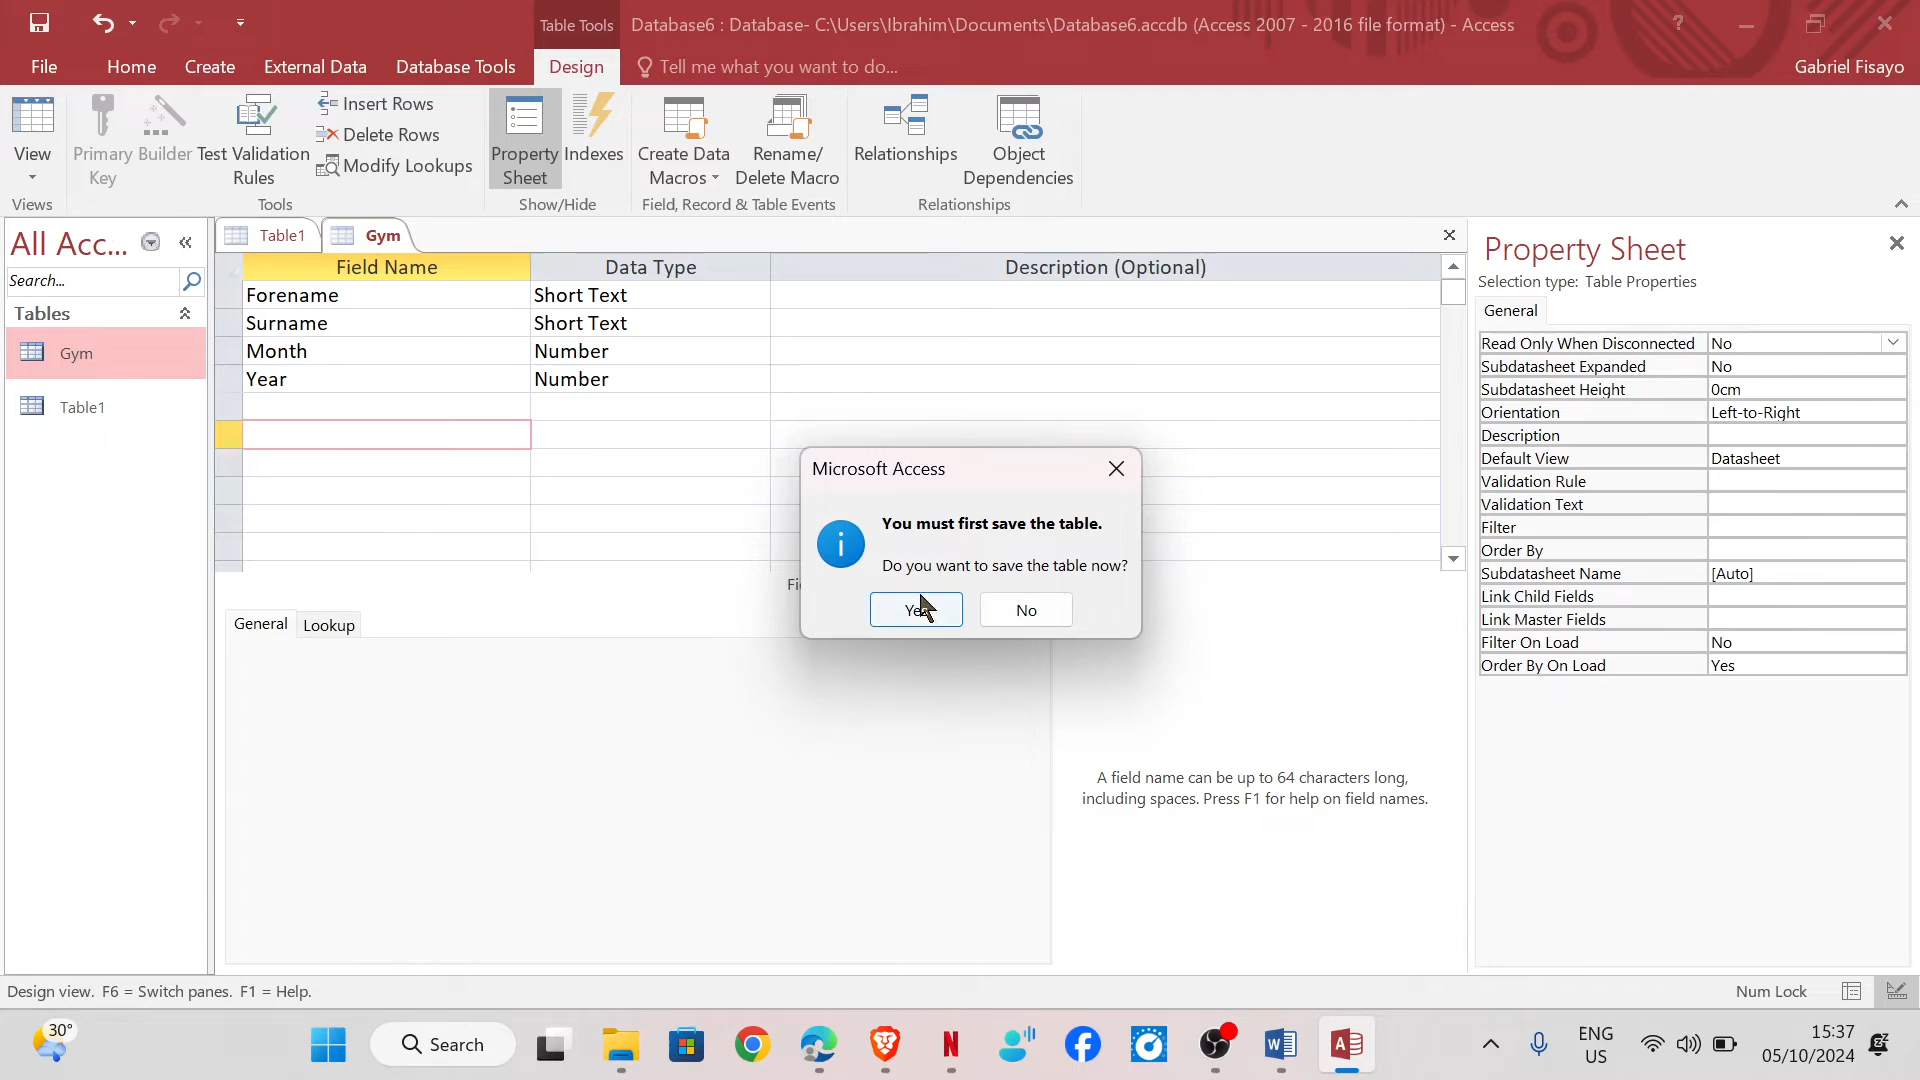 Table Tools
Database6 : Database- C:\Users\Ibrahim\Documents\Database6.accdb (Access 2007 - 2016 file format) - Access
?
File
Home
Create
External Data
Database Tools
Design
Tell me what you want to do...
Gabriel Fisayo
View
Primary Key
Builder
Test Validation Rules
Insert Rows
Delete Rows
Modify Lookups
Property Sheet
Indexes
Create Data Macros
Rename/ Delete Macro
Relationships
Object Dependencies
Views
Tools
Show/Hide
Field, Record & Table Events
Relationships
All Acc...
Search...
Tables
Gym
Table1
Table1
Gym
Field Name
Data Type
Description (Optional)
Forename
Short Text
Surname
Short Text
Month
Number
Year
Number
Microsoft Access
You must first save the table.
Do you want to save the table now?
No
General
Lookup
A field name can be up to 64 characters long,
including spaces. Press F1 for help on field names.
Property Sheet
Selection type: Table Properties
General
Read Only When Disconnected
No
Subdatasheet Expanded
No
Subdatasheet Height
0cm
Orientation
Left-to-Right
Description
Default View
Datasheet
Validation Rule
Validation Text
Filter
Order By
Subdatasheet Name
[Auto]
Link Child Fields
Link Master Fields
Filter On Load
No
Order By On Load
Yes
Design view. F6 = Switch panes. F1 = Help.
Num Lock
30°
Search
ENG
US
15:37
05/10/2024